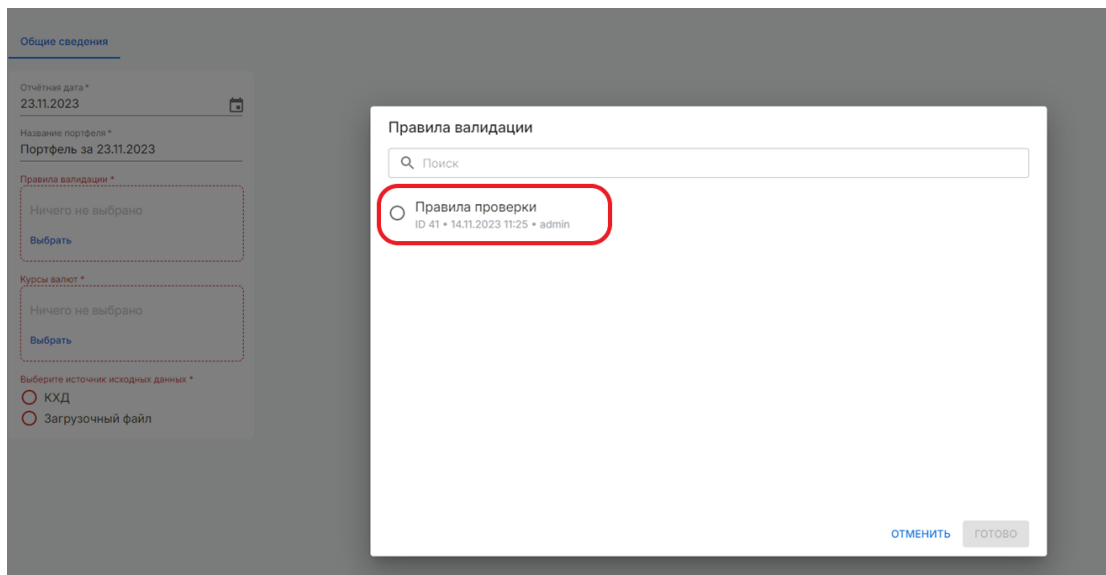 Общие сведения
Отчётная дата *
23.11.2023
Название портфеля *
Портфель за 23.11.2023
Правила валидации *
Ничего не выбрано
Выбрать
Курсы валют *
Ничего не выбрано
Выбрать
Выберите источник исходных данных *
КХД
Загрузочный файл
Правила валидации
Поиск
Правила проверки
ID 41 • 14.11.2023 11:25 • admin
ОТМЕНИТЬ ГОТОВО